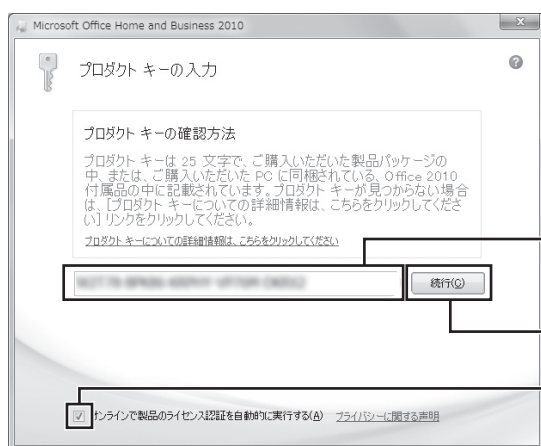 Microsoft Office Home and Business 2010
プロダクト キーの入力
プロダクト キーの確認方法
プロダクト キーは 25 文字で、ご購入いただいた製品パッケージの
中、または、ご購入いただいた PC に同梱されている、Office 2010
付属品の中に記載されています。プロダクト キーが見つからない場合
は、[プロダクト キーについての詳細情報は、こちらをクリックしてくださ
い] リンクをクリックしてください。
プロダクト キーについての詳細情報は、こちらをクリックしてください
続行(C)
オンラインで製品のライセンス認証を自動的に実行する(A) プライバシーに関する声明